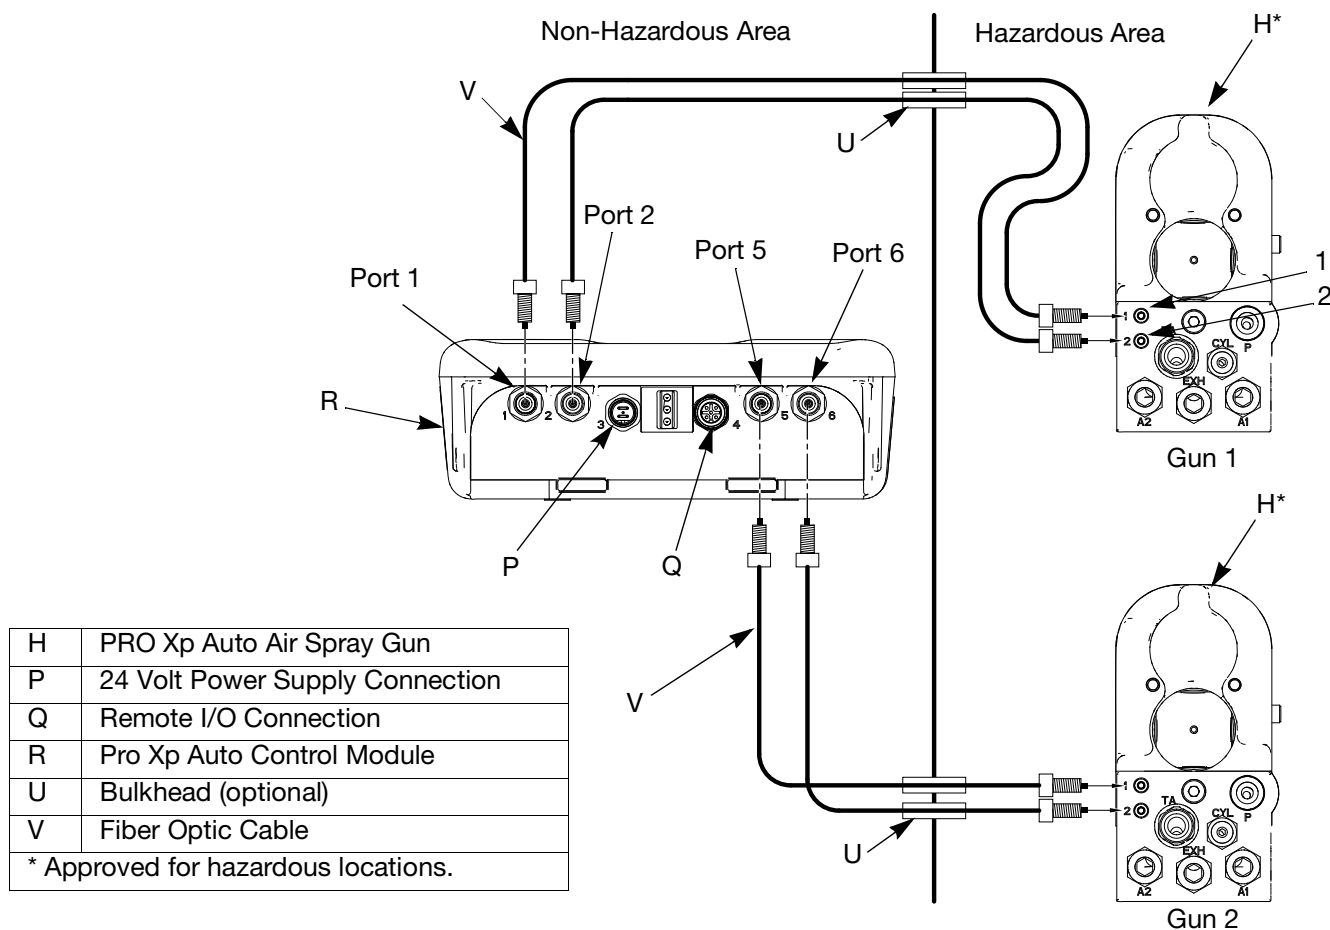 Non-Hazardous Area
Hazardous Area
H*
V
U
Port 1
Port 2
Port 5
Port 6
1
2
R
1
2
3
4
5
6
P
Q
1
2
CYL
P
EXH
A2
A1
Gun 1
H*
V
U
1
2
TA
CYL
P
EXH
A2
A1
Gun 2
H PRO Xp Auto Air Spray Gun
P 24 Volt Power Supply Connection
Q Remote I/O Connection
R Pro Xp Auto Control Module
U Bulkhead (optional)
V Fiber Optic Cable
* Approved for hazardous locations.